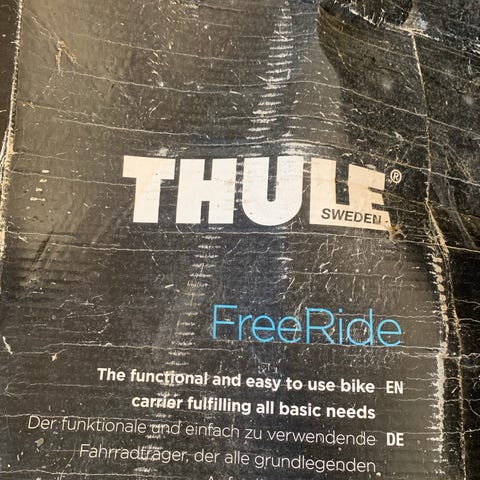 THULE®
SWEDEN
FreeRide
The functional and easy to use bike EN
carrier fulfilling all basic needs
Der funktionale und einfach zu verwendende DE
Fahrradträger, der alle grundlegenden